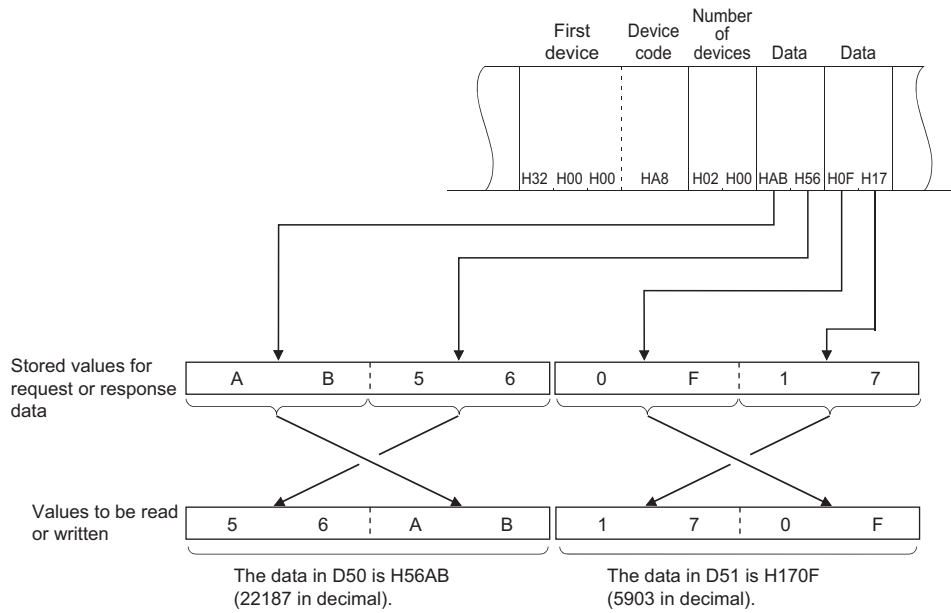 First device
Device code
Number of devices
Data
Data
H32 H00 H00 HA8 H02 H00 HAB H56 H0F H17
Stored values for
request or response
data
A B 5 6 0 F 1 7
Values to be read
or written
5 6 A B 1 7 0 F
The data in D50 is H56AB
(22187 in decimal).
The data in D51 is H170F
(5903 in decimal).